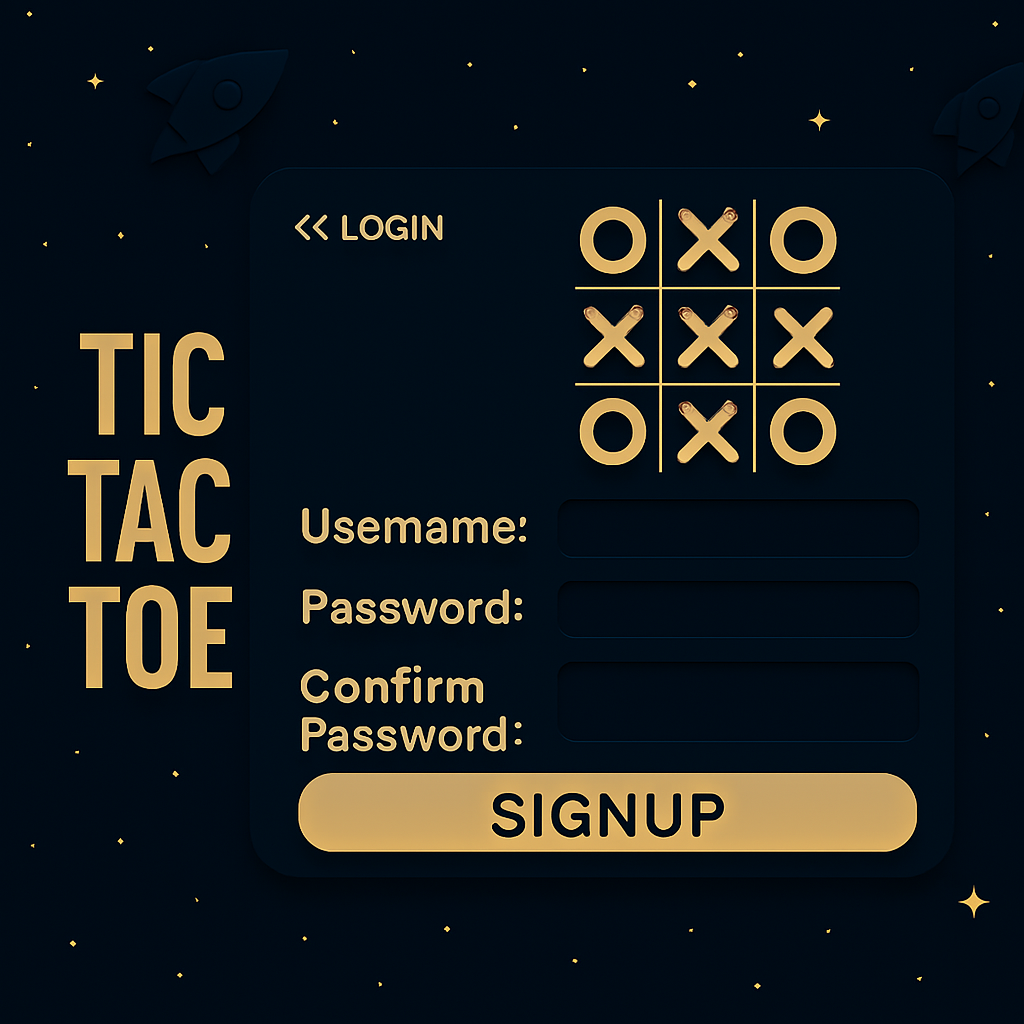 << LOGIN
O X O
X X X
O X O
TIC
TAC
TOE
Usemame:
Password:
Confirm
Password:
SIGNUP